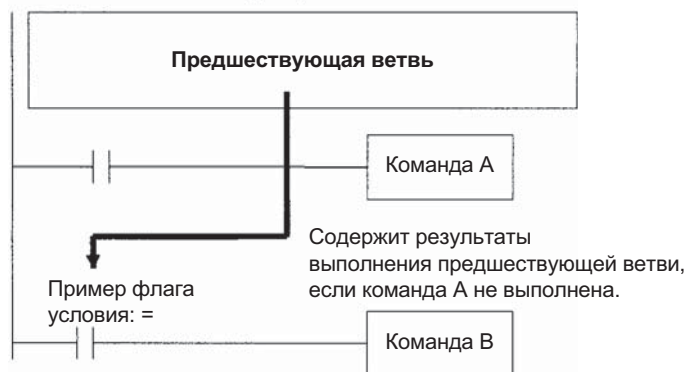 Предшествующая ветвь
Команда А
Содержит результаты
выполнения предшествующей ветви,
если команда А не выполнена.
Пример флага
условия: =
Команда В